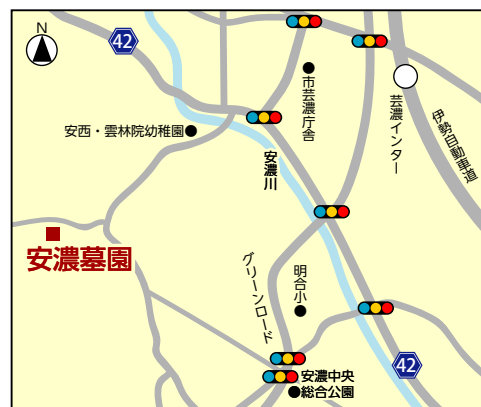 N
42
市芸濃庁舎
芸濃インター
伊勢自動車道
安西・雲林院幼稚園
安濃川
安濃墓園
グリーンロード
明合小
42
安濃中央
総合公園